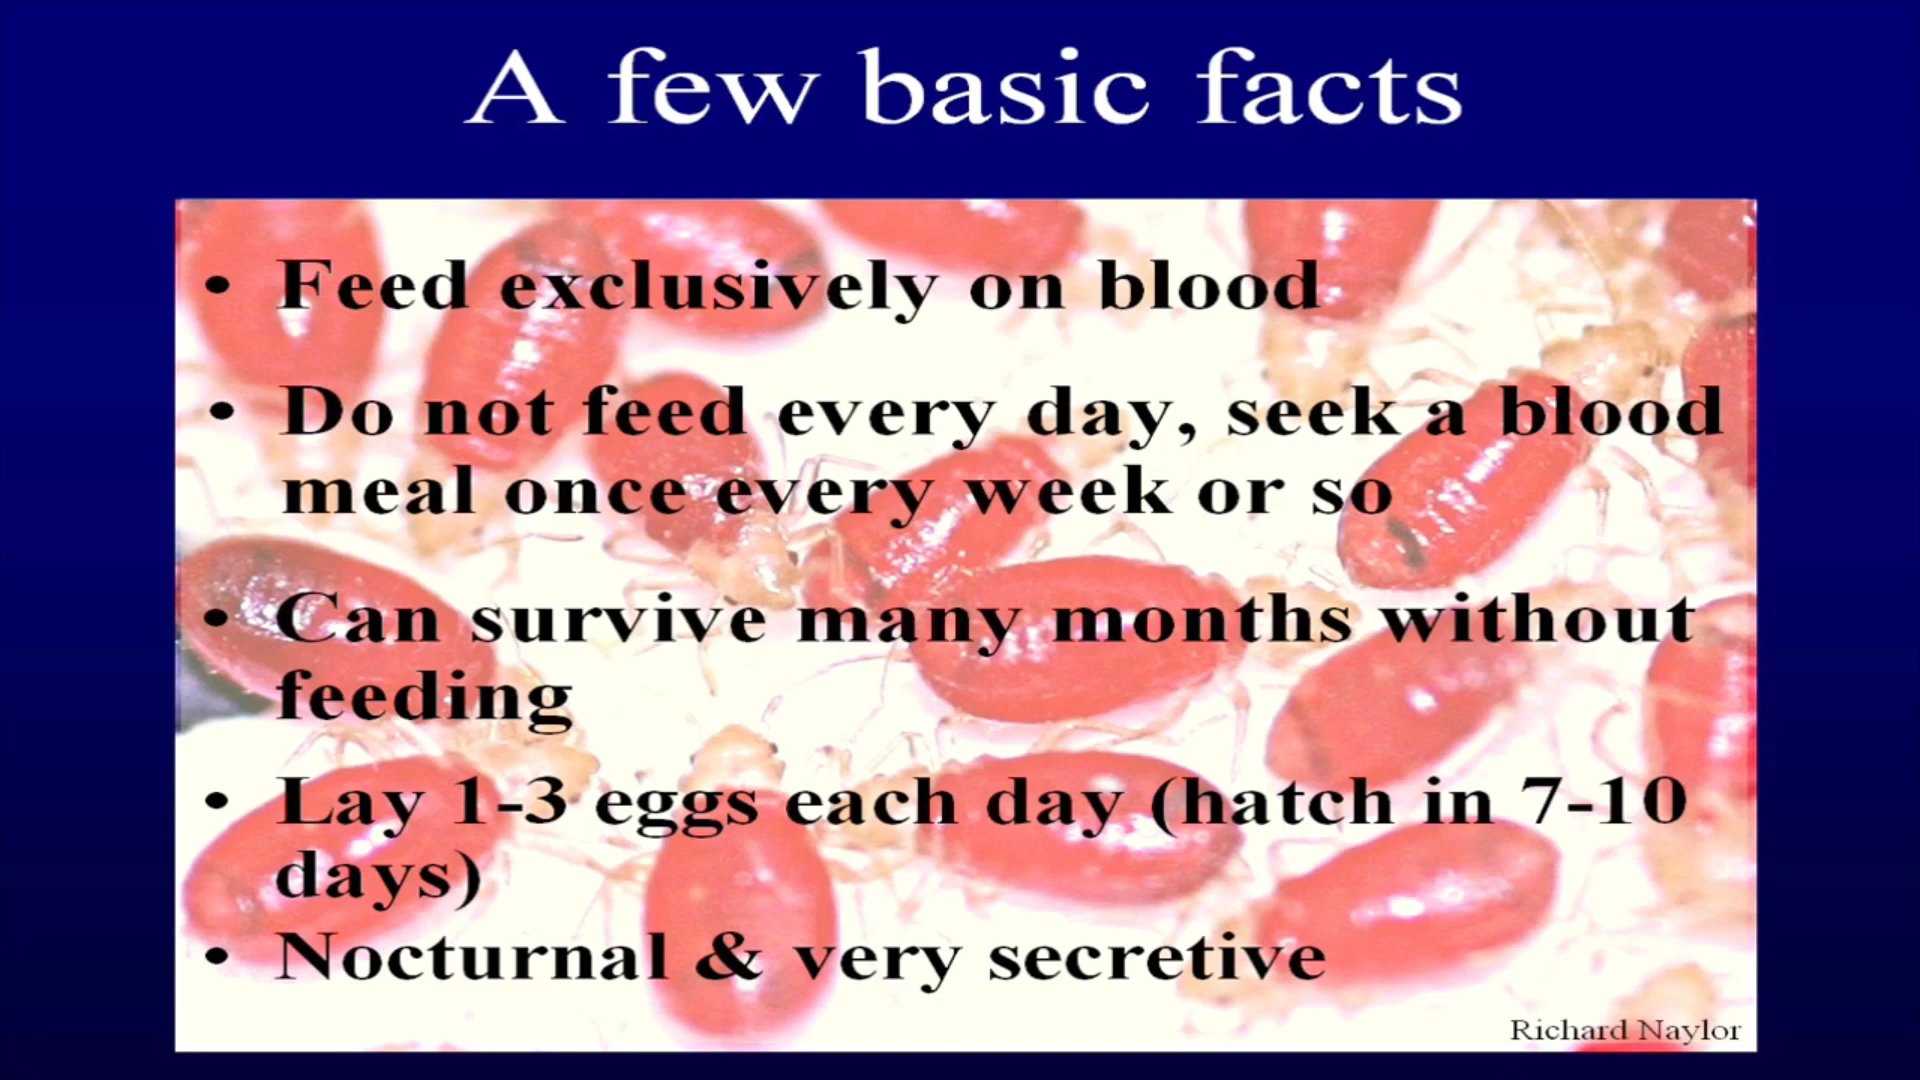 A few basic facts
• Feed exclusively on blood
• Do not feed every day, seek a blood
meal once every week or so
• Can survive many months without
feeding
• Lay 1-3 eggs each day (hatch in 7-10
days)
• Nocturnal & very secretive
Richard Naylor